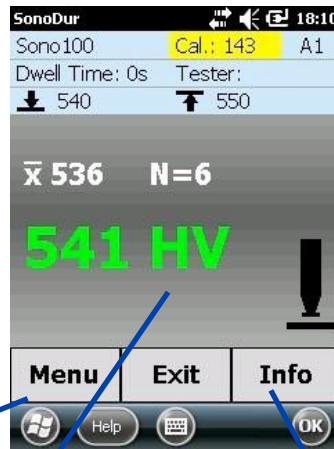 SonoDur 18:10
Sono100 Cal.: 143 A1
Dwell Time: 0s Tester:
540 550
x̅ 536 N=6
541 HV
Menu Exit Info
Help OK